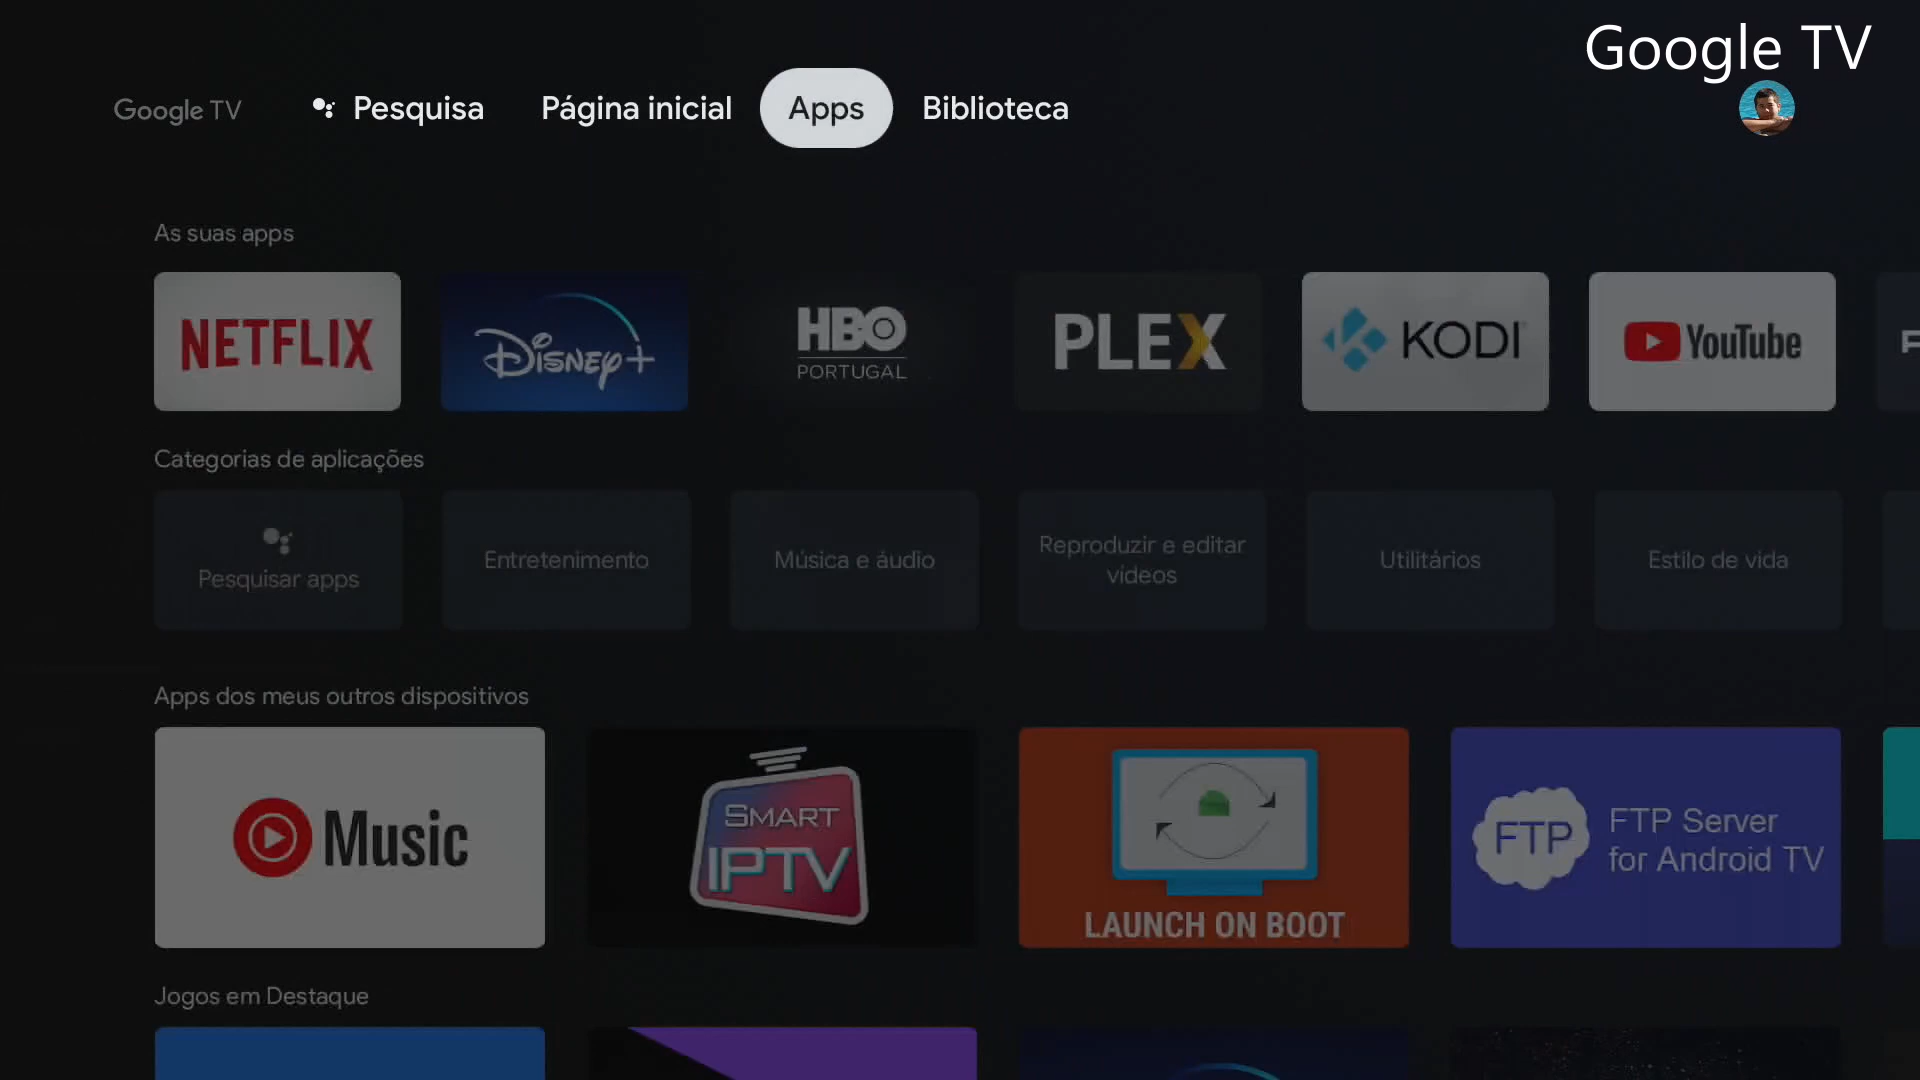 Google TV
Google TV
Pesquisa
Página inicial
Apps
Biblioteca
As suas apps
NETFLIX
Disney+
HBO
PORTUGAL
PLEX
KODI
YouTube
Categorias de aplicações
Pesquisar apps
Entretenimento
Música e áudio
Reproduzir e editar
vídeos
Utilitários
Estilo de vida
Apps dos meus outros dispositivos
Music
SMART
IPTV
LAUNCH ON BOOT
FTP
FTP Server
for Android TV
Jogos em Destaque